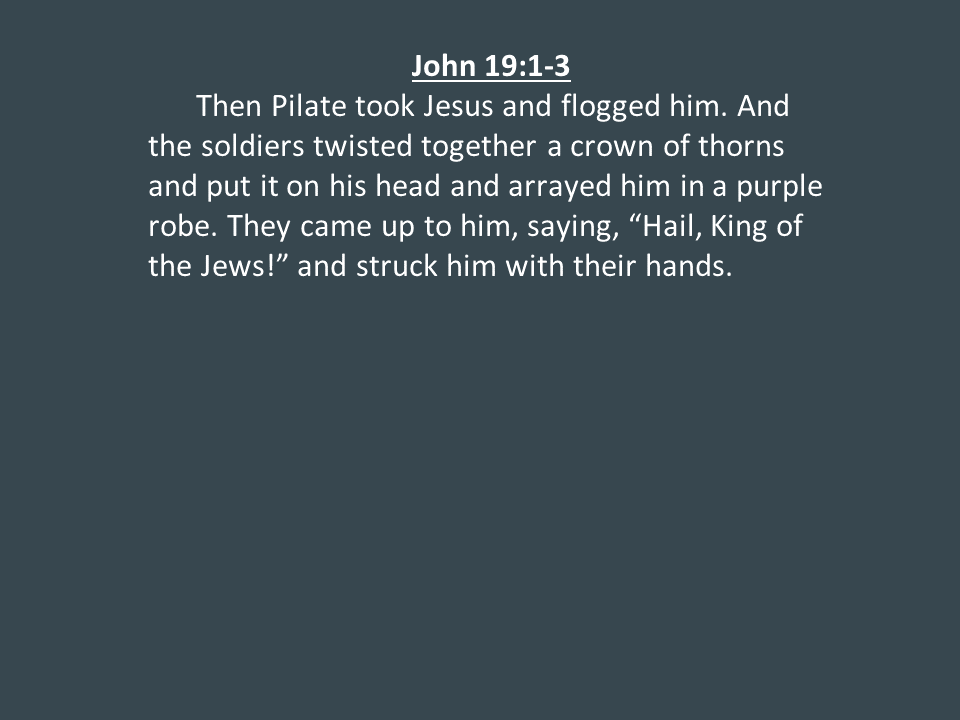 John 19:1-3
Then Pilate took Jesus and flogged him. And
the soldiers twisted together a crown of thorns
and put it on his head and arrayed him in a purple
robe. They came up to him, saying, “Hail, King of
the Jews!” and struck him with their hands.